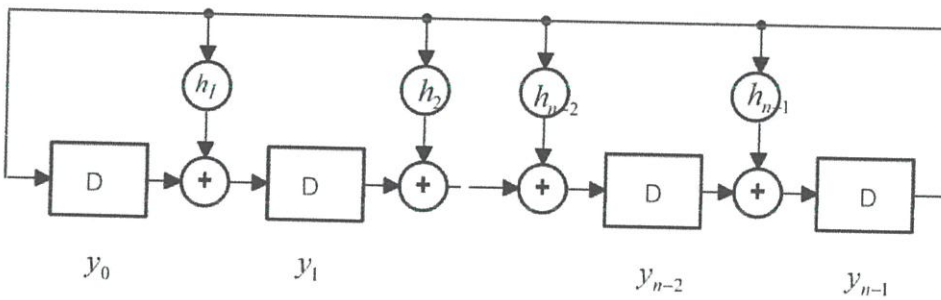 h₁ h₂ hₙ₋₂ hₙ₋₁
D + D + + D + D
y₀ y₁ yₙ₋₂ yₙ₋₁